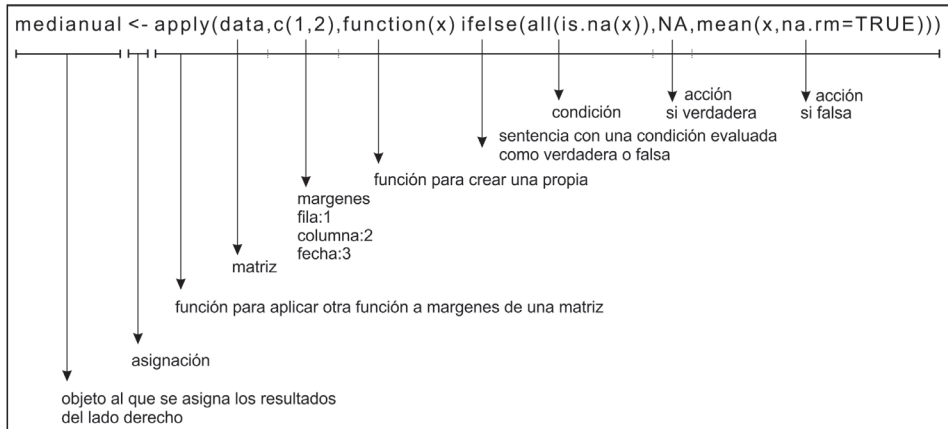 medianual <- apply(data,c(1,2),function(x) ifelse(all(is.na(x)),NA,mean(x,na.rm=TRUE)))
condición
acción
si verdadera
acción
si falsa
sentencia con una condición evaluada
como verdadera o falsa
función para crear una propia
margenes
fila:1
columna:2
fecha:3
matriz
función para aplicar otra función a margenes de una matriz
asignación
objeto al que se asigna los resultados
del lado derecho